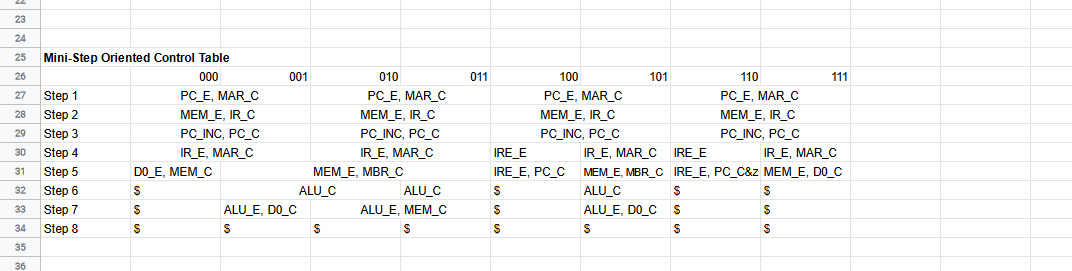 22
23
24
25 Mini-Step Oriented Control Table
26 000 001 010 011 100 101 110 111
27 Step 1 PC_E, MAR_C PC_E, MAR_C PC_E, MAR_C PC_E, MAR_C
28 Step 2 MEM_E, IR_C MEM_E, IR_C MEM_E, IR_C MEM_E, IR_C
29 Step 3 PC_INC, PC_C PC_INC, PC_C PC_INC, PC_C PC_INC, PC_C
30 Step 4 IR_E, MAR_C IR_E, MAR_C IRE_E IR_E, MAR_C IRE_E IR_E, MAR_C
31 Step 5 D0_E, MEM_C MEM_E, MBR_C IRE_E, PC_C MEM_E, MBR_C IRE_E, PC_C&z MEM_E, D0_C
32 Step 6 $ ALU_C ALU_C $ ALU_C $ $
33 Step 7 $ ALU_E, D0_C ALU_E, MEM_C $ ALU_E, D0_C $ $
34 Step 8 $ $ $ $ $ $ $ $
35
36